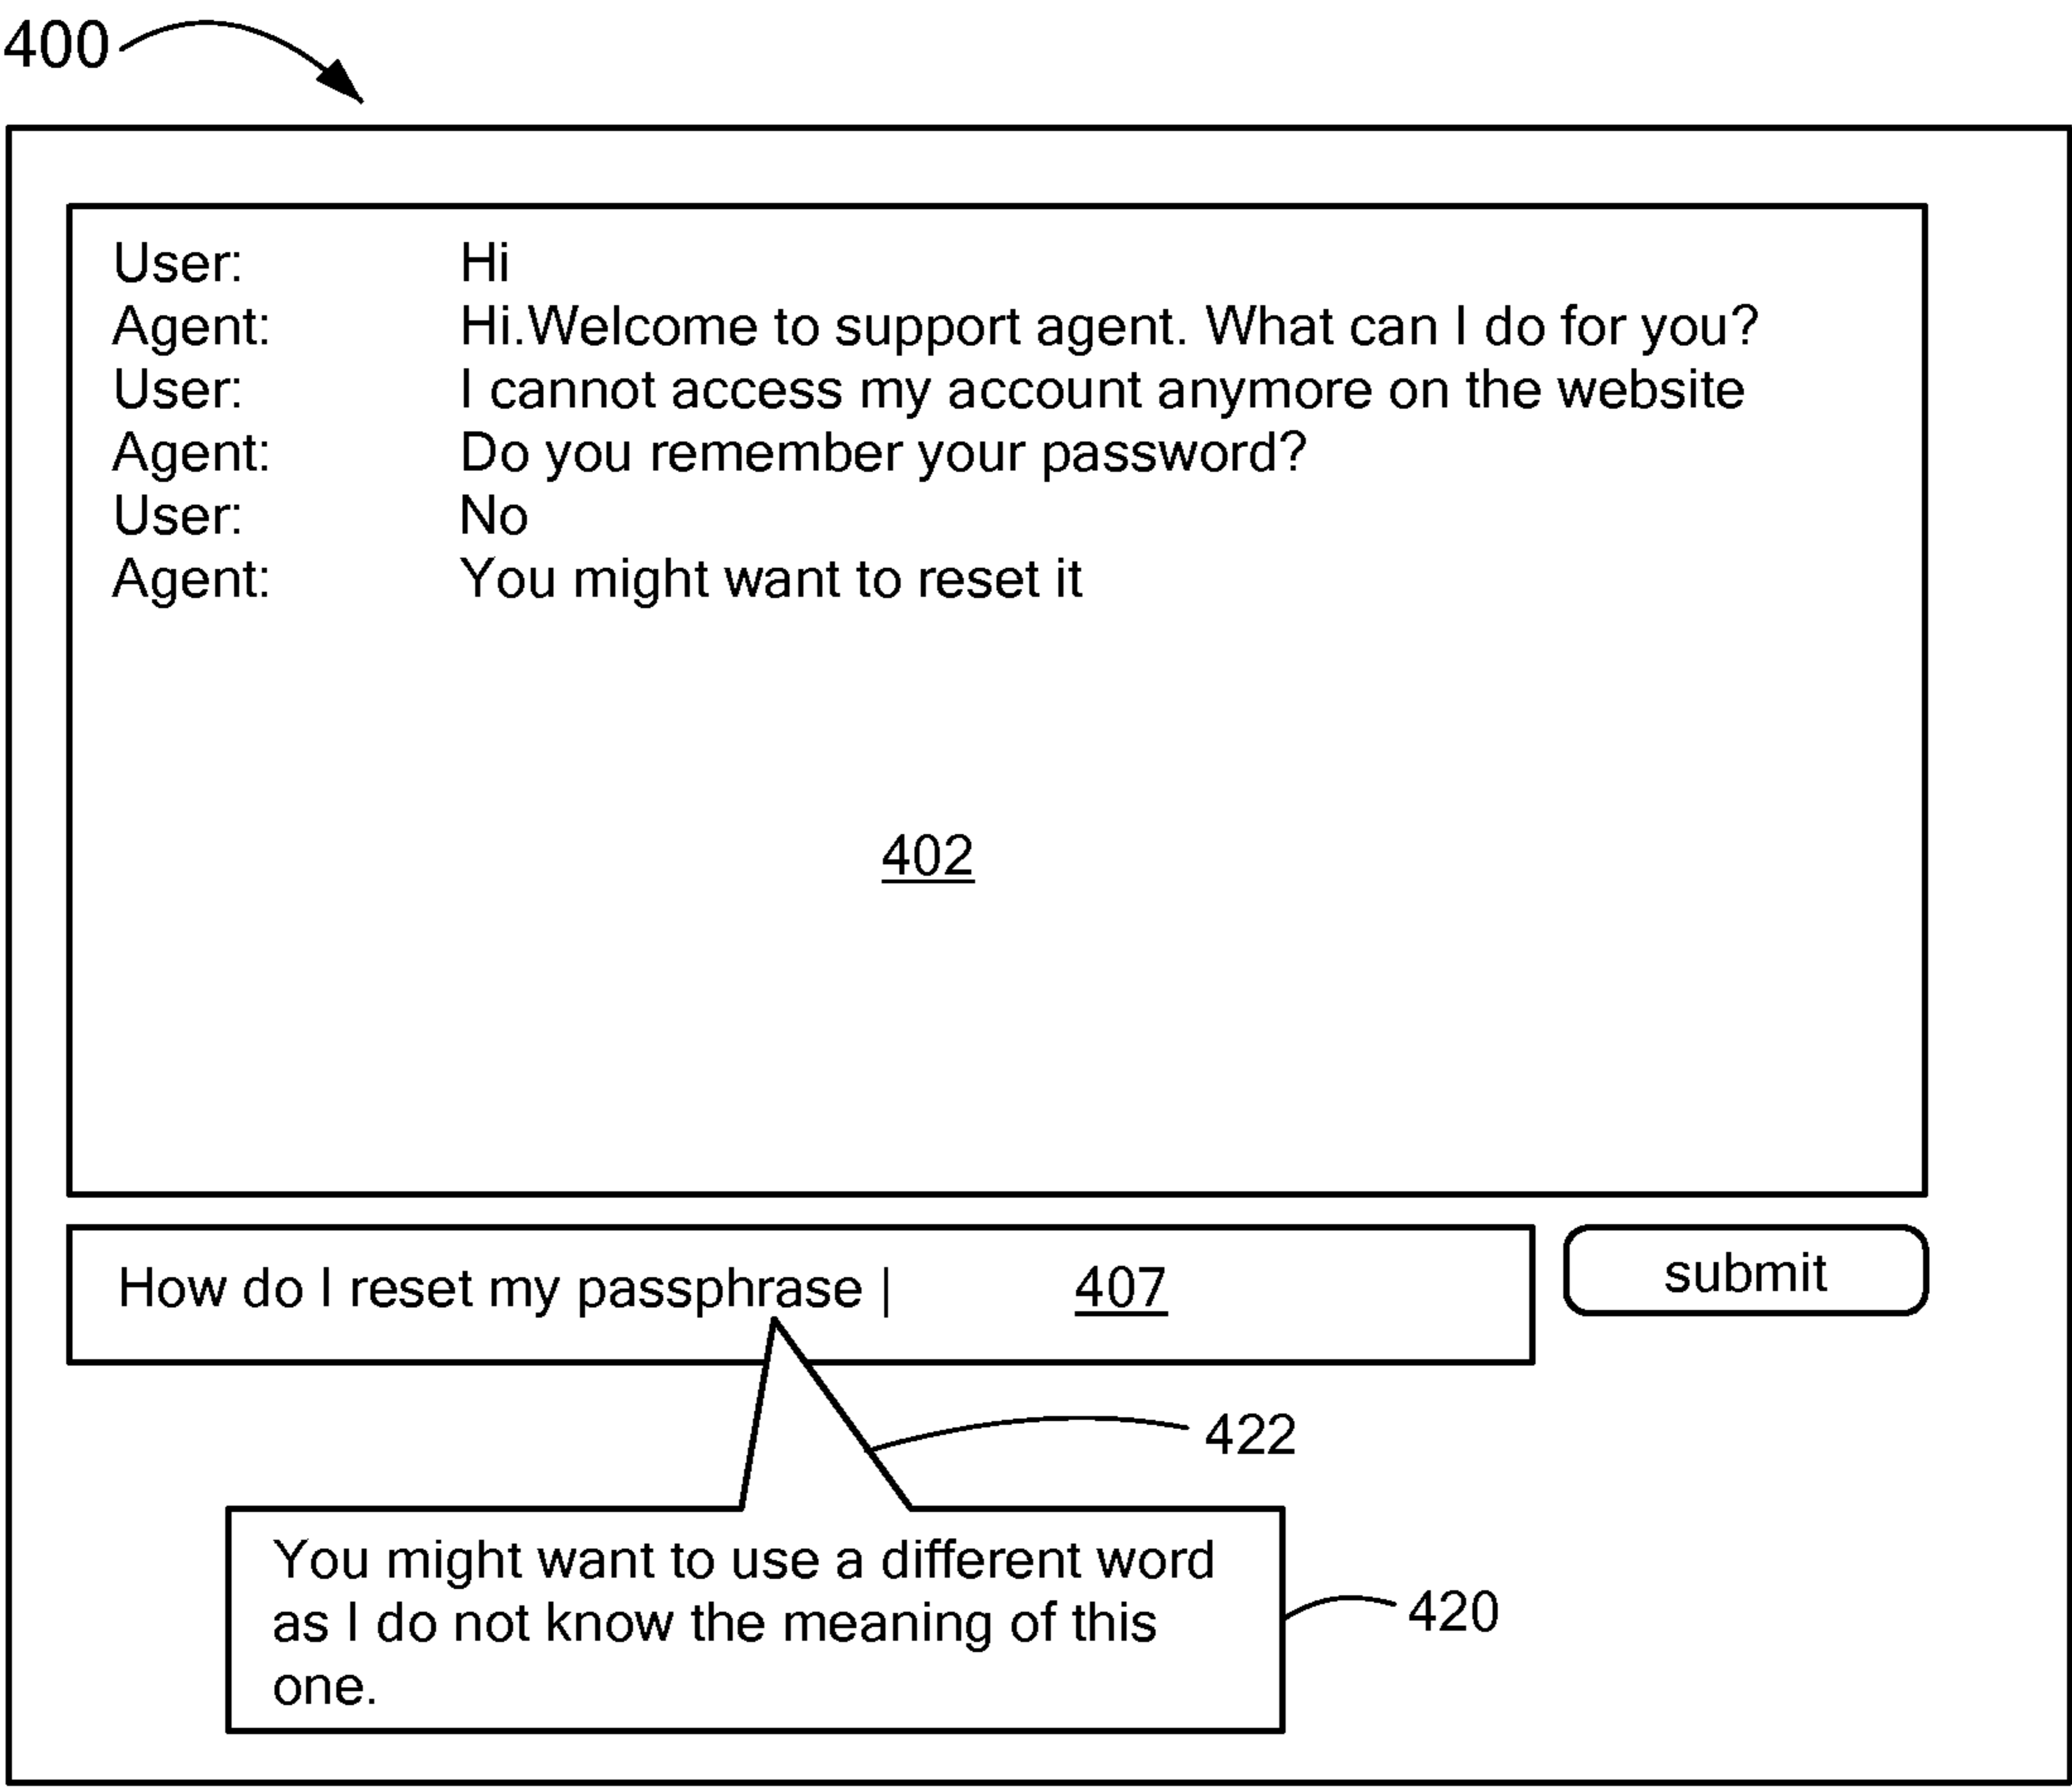 400
User: Hi
Agent: Hi.Welcome to support agent. What can I do for you?
User: I cannot access my account anymore on the website
Agent: Do you remember your password?
User: No
Agent: You might want to reset it
402
How do I reset my passphrase | 407
submit
422
You might want to use a different word
as I do not know the meaning of this
one.
420